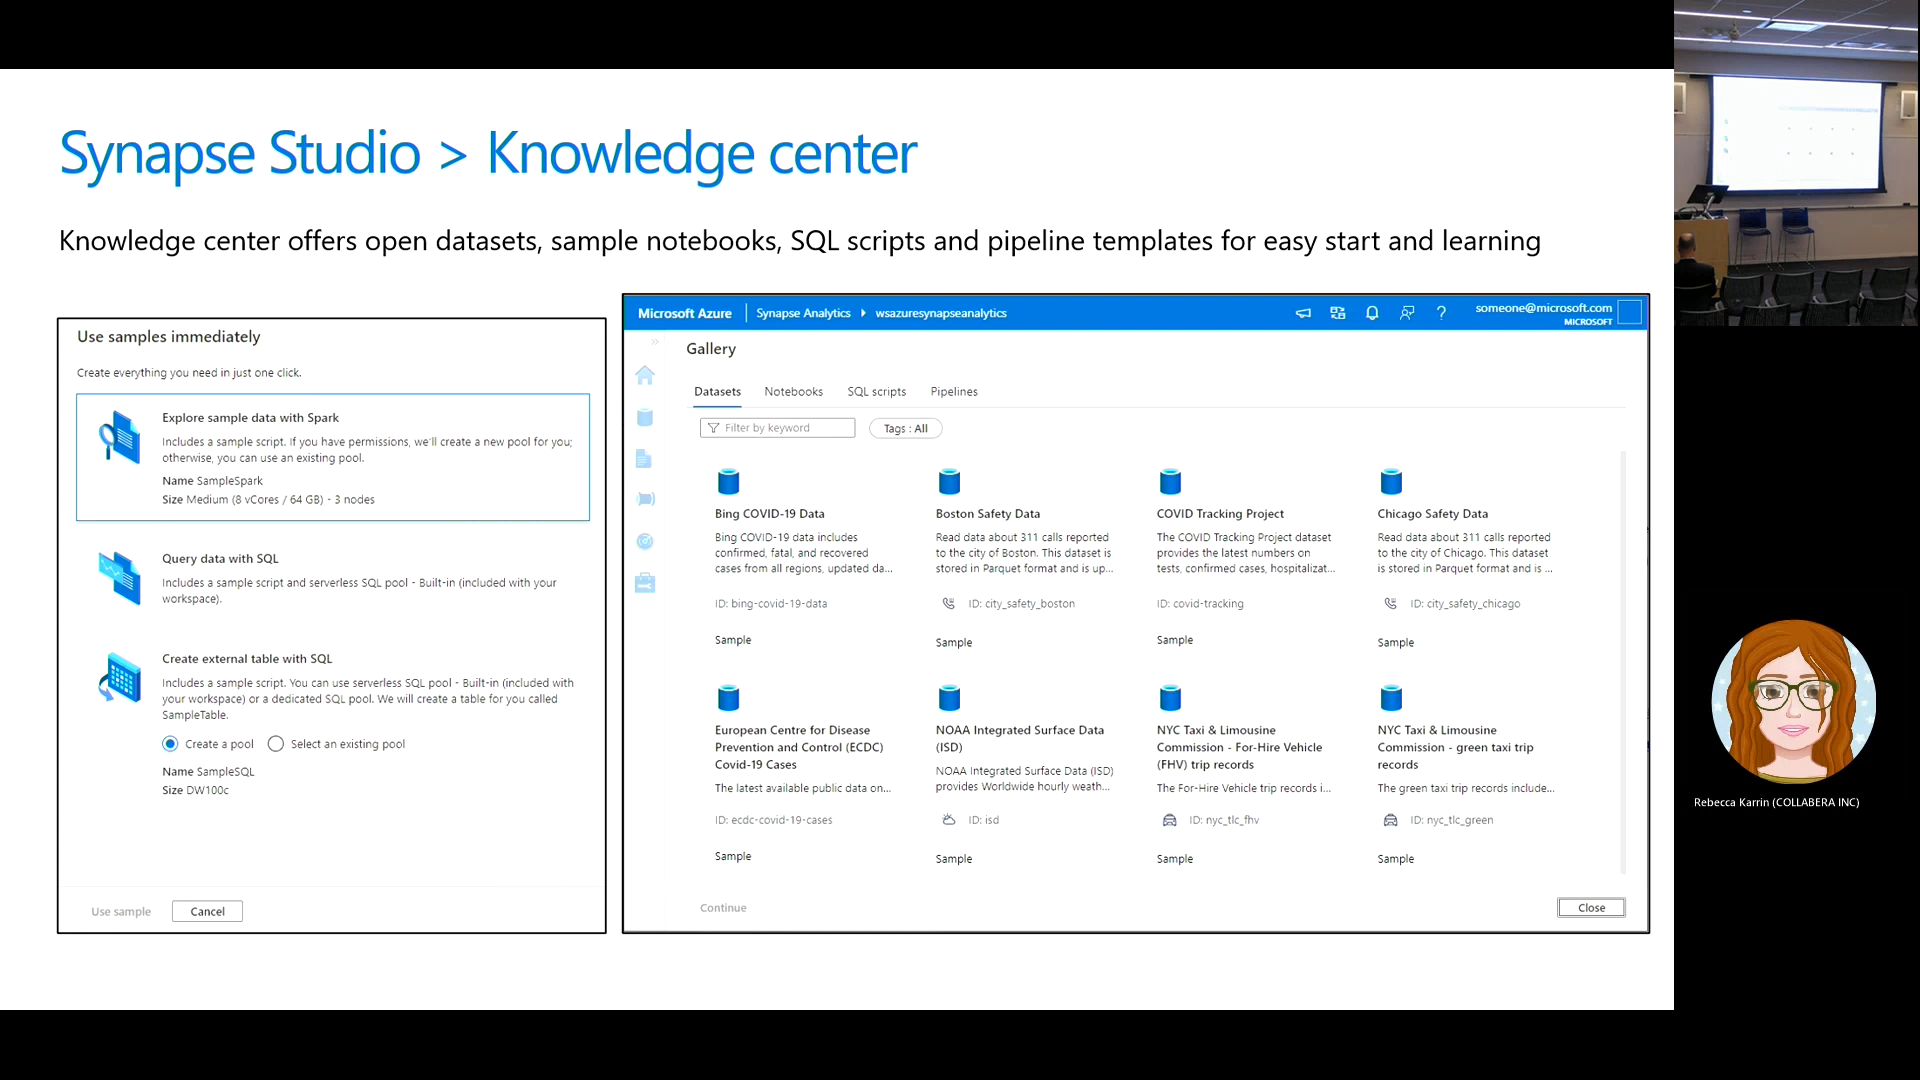 Synapse Studio > Knowledge center
Knowledge center offers open datasets, sample notebooks, SQL scripts and pipeline templates for easy start and learning
Use samples immediately
Create everything you need in just one click.
Explore sample data with Spark
Includes a sample script. If you have permissions, we'll create a new pool for you;
otherwise, you can use an existing pool.
Name SampleSpark
Size Medium (8 vCores / 64 GB) - 3 nodes
Query data with SQL
Includes a sample script and serverless SQL pool - Built-in (included with your
workspace).
Create external table with SQL
Includes a sample script. You can use serverless SQL pool - Built-in (included with
your workspace) or a dedicated SQL pool. We will create a table for you called
SampleTable.
Create a pool Select an existing pool
Name SampleSQL
Size DW100c
Use sample Cancel
Microsoft Azure Synapse Analytics wsazuresynapseanalytics
someone@microsoft.com
MICROSOFT
Gallery
Datasets Notebooks SQL scripts Pipelines
Filter by keyword Tags : All
Bing COVID-19 Data
Bing COVID-19 data includes
confirmed, fatal, and recovered
cases from all regions, updated da...
ID: bing-covid-19-data
Sample
Boston Safety Data
Read data about 311 calls reported
to the city of Boston. This dataset is
stored in Parquet format and is up...
ID: city_safety_boston
Sample
COVID Tracking Project
The COVID Tracking Project dataset
provides the latest numbers on
tests, confirmed cases, hospitalizat...
ID: covid-tracking
Sample
Chicago Safety Data
Read data about 311 calls reported
to the city of Chicago. This dataset
is stored in Parquet format and is ...
ID: city_safety_chicago
Sample
European Centre for Disease
Prevention and Control (ECDC)
Covid-19 Cases
The latest available public data on...
ID: ecdc-covid-19-cases
Sample
NOAA Integrated Surface Data
(ISD)
NOAA Integrated Surface Data (ISD)
provides Worldwide hourly weath...
ID: isd
Sample
NYC Taxi & Limousine
Commission - For-Hire Vehicle
(FHV) trip records
The For-Hire Vehicle trip records i...
ID: nyc_tlc_fhv
Sample
NYC Taxi & Limousine
Commission - green taxi trip
records
The green taxi trip records include...
ID: nyc_tlc_green
Sample
Continue Close
Rebecca Karrin (COLLABERA INC)